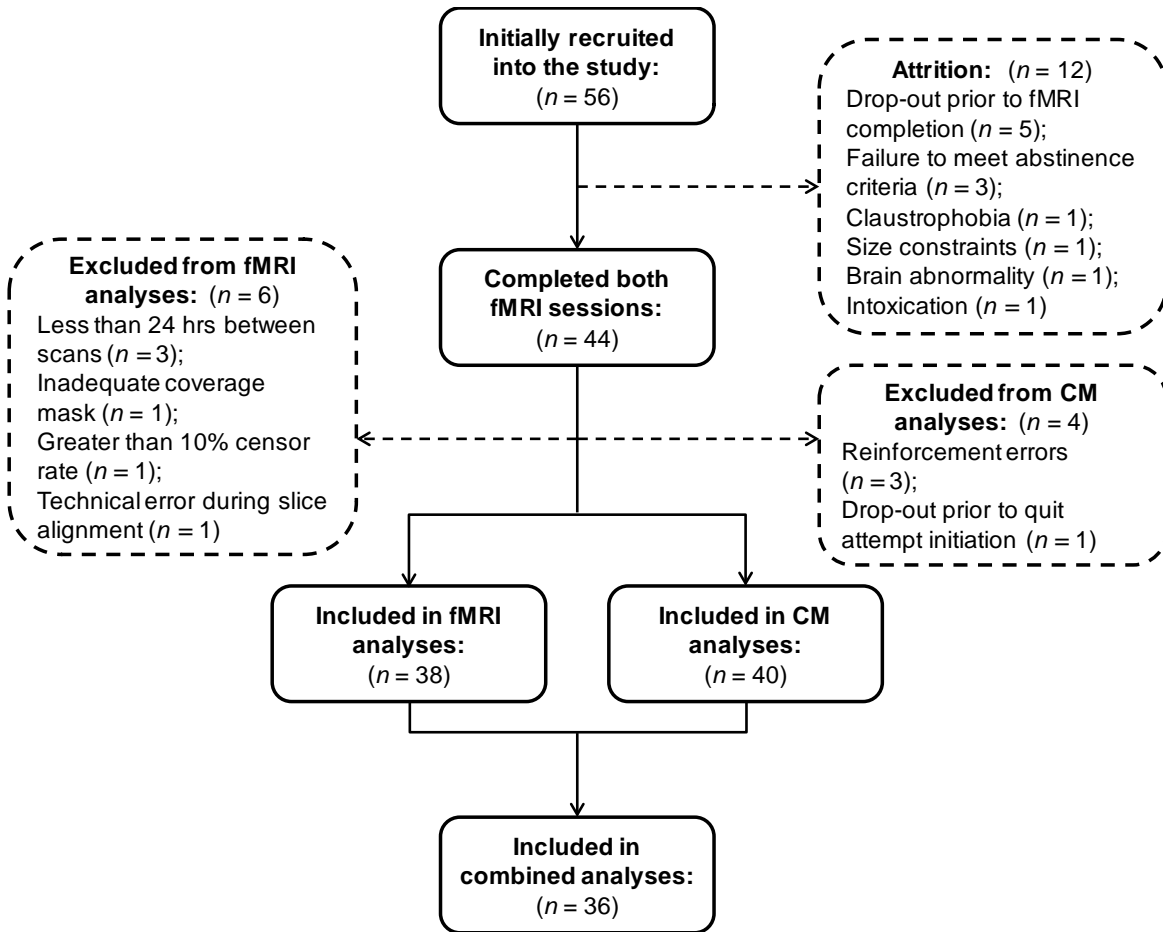 Initially recruited
into the study:
(n = 56)
Attrition: (n = 12)
Drop-out prior to fMRI
completion (n = 5);
Failure to meet abstinence
criteria (n = 3);
Claustrophobia (n = 1);
Size constraints (n = 1);
Brain abnormality (n = 1);
Intoxication (n = 1)
Completed both
fMRI sessions:
(n = 44)
Excluded from fMRI
analyses: (n = 6)
Less than 24 hrs between
scans (n = 3);
Inadequate coverage
mask (n = 1);
Greater than 10% censor
rate (n = 1);
Technical error during slice
alignment (n = 1)
Excluded from CM
analyses: (n = 4)
Reinforcement errors
(n = 3);
Drop-out prior to quit
attempt initiation (n = 1)
Included in fMRI
analyses:
(n = 38)
Included in CM
analyses:
(n = 40)
Included in
combined analyses:
(n = 36)